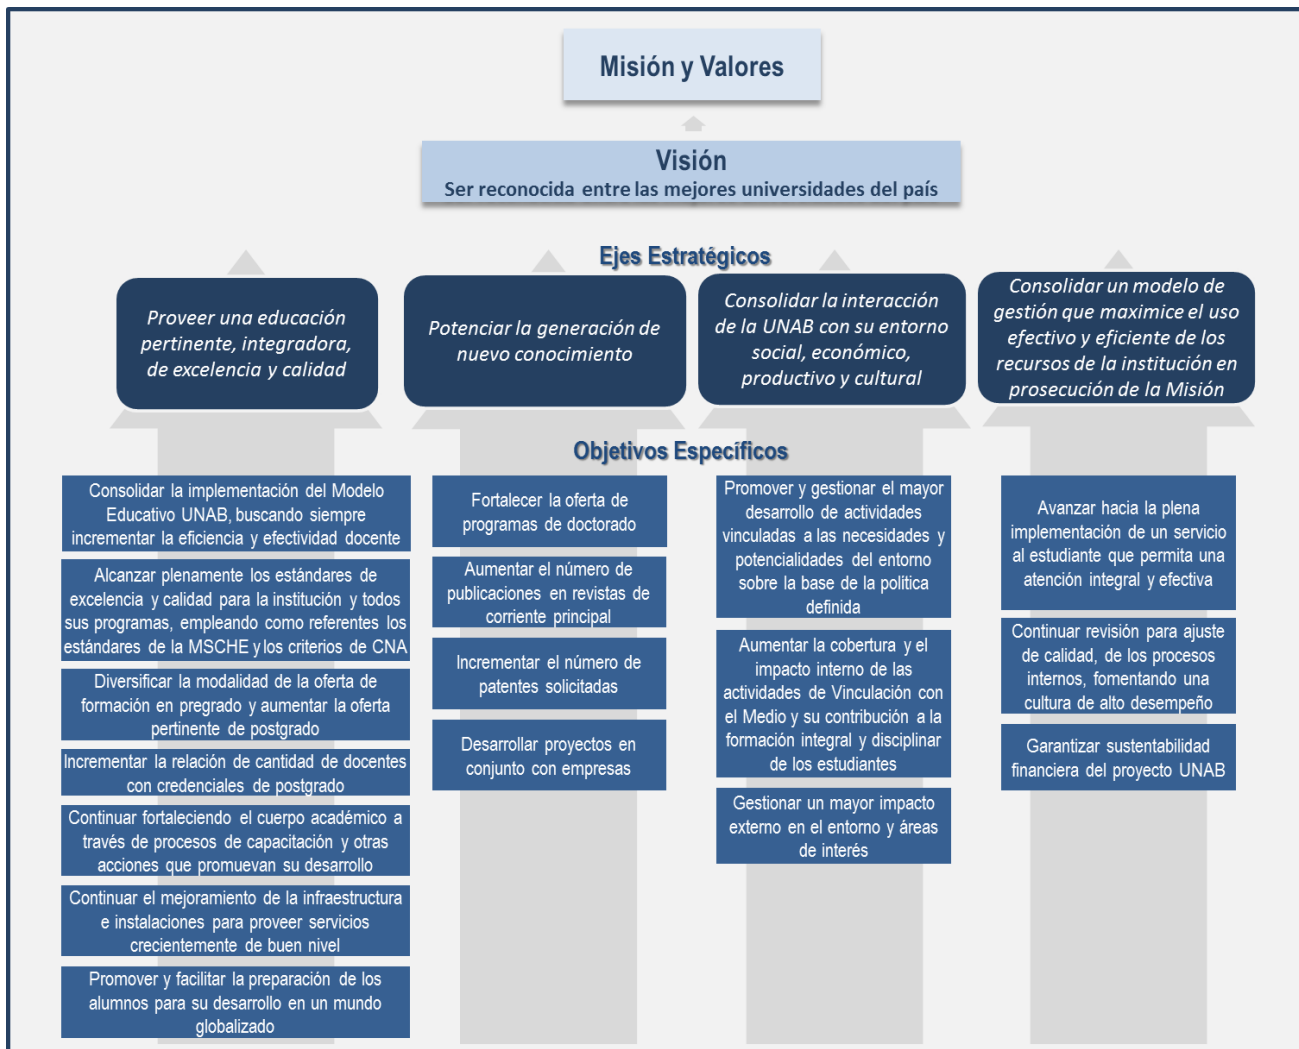 Misión y Valores
Visión
Ser reconocida entre las mejores universidades del país
Ejes Estratégicos
Proveer una educación
pertinente, integradora,
de excelencia y calidad
Potenciar la generación de
nuevo conocimiento
Consolidar la interacción
de la UNAB con su entorno
social, económico,
productivo y cultural
Consolidar un modelo de
gestión que maximice el uso
efectivo y eficiente de los
recursos de la institución en
prosecución de la Misión
Objetivos Específicos
Consolidar la implementación del Modelo
Educativo UNAB, buscando siempre
incrementar la eficiencia y efectividad docente
Alcanzar plenamente los estándares de
excelencia y calidad para la institución y todos
sus programas, empleando como referentes los
estándares de la MSCHE y los criterios de CNA
Diversificar la modalidad de la oferta de
formación en pregrado y aumentar la oferta
pertinente de postgrado
Incrementar la relación de cantidad de docentes
con credenciales de postgrado
Continuar fortaleciendo el cuerpo académico a
través de procesos de capacitación y otras
acciones que promuevan su desarrollo
Continuar el mejoramiento de la infraestructura
e instalaciones para proveer servicios
crecientemente de buen nivel
Promover y facilitar la preparación de los
alumnos para su desarrollo en un mundo
globalizado
Fortalecer la oferta de
programas de doctorado
Aumentar el número de
publicaciones en revistas de
corriente principal
Incrementar el número de
patentes solicitadas
Desarrollar proyectos en
conjunto con empresas
Promover y gestionar el mayor
desarrollo de actividades
vinculadas a las necesidades y
potencialidades del entorno
sobre la base de la política
definida
Aumentar la cobertura y el
impacto interno de las
actividades de Vinculación con
el Medio y su contribución a la
formación integral y disciplinar
de los estudiantes
Gestionar un mayor impacto
externo en el entorno y áreas
de interés
Avanzar hacia la plena
implementación de un servicio
al estudiante que permita una
atención integral y efectiva
Continuar revisión para ajuste
de calidad, de los procesos
internos, fomentando una
cultura de alto desempeño
Garantizar sustentabilidad
financiera del proyecto UNAB